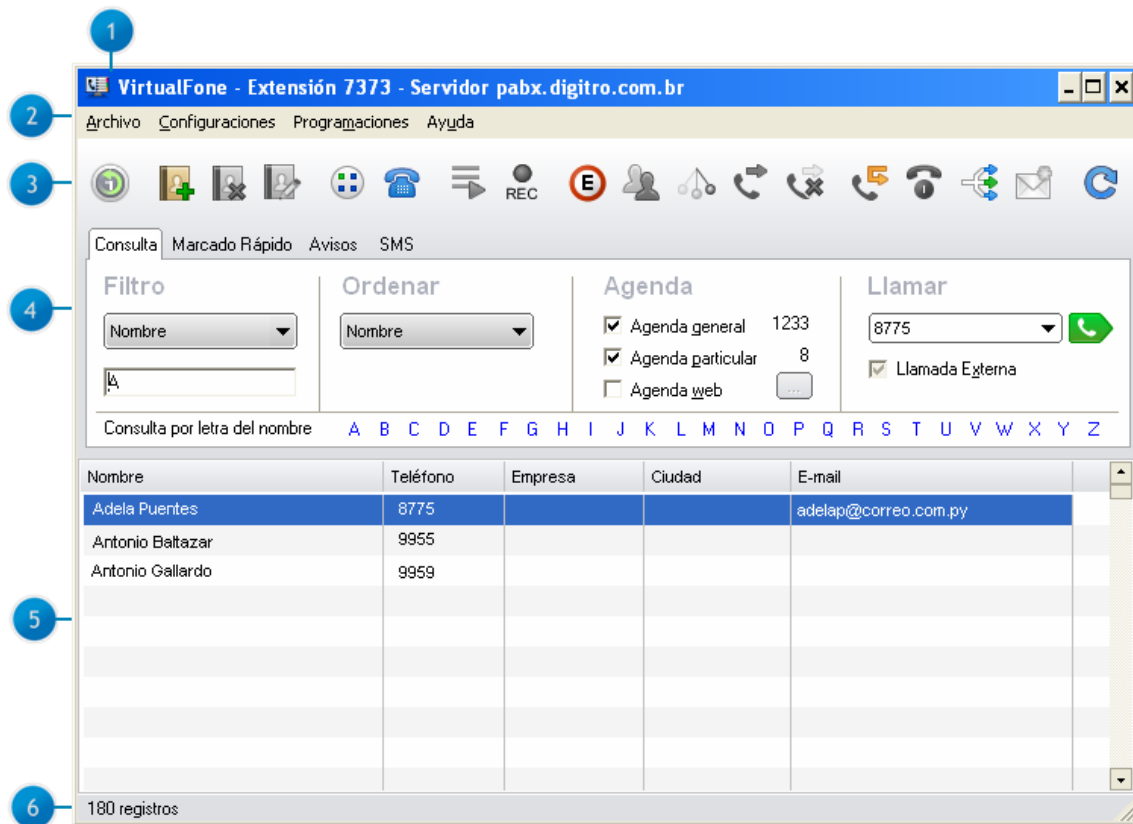 1
VirtualFone - Extensión 7373 - Servidor pabx.digitro.com.br
2
Archivo Configuraciones Programaciones Ayuda
3
REC E
Consulta Marcado Rápido Avisos SMS
4
Filtro Ordenar Agenda Llamar
Nombre Nombre Agenda general 1233 8775
Agenda particular 8 Llamada Externa
A Agenda web ...
Consulta por letra del nombre A B C D E F G H I J K L M N O P Q R S T U V W X Y Z
Nombre Teléfono Empresa Ciudad E-mail
Adela Puentes 8775 adelap@correo.com.py
Antonio Baltazar 9955
Antonio Gallardo 9959
5
6
180 registros